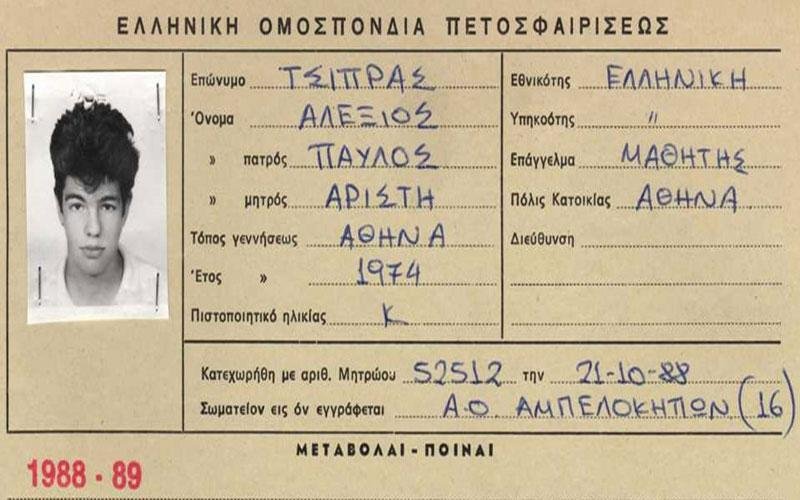 ΕΛΛΗΝΙΚΗ ΟΜΟΣΠΟΝΔΙΑ ΠΕΤΟΣΦΑΙΡΙΣΕΩΣ
Επώνυμο ΤΣΙΠΡΑΣ
Όνομα ΑΛΕΞΙΟΣ
» πατρός ΠΑΥΛΟΣ
» μητρός ΑΡΙΣΤΗ
Τόπος γεννήσεως ΑΘΗΝΑ
Έτος » 1974
Πιστοποιητικό ηλικίας Κ
Εθνικότης ΕΛΛΗΝΙΚΗ
Υπηκοότης "
Επάγγελμα ΜΑΘΗΤΗΣ
Πόλις Κατοικίας ΑΘΗΝΑ
Διεύθυνση
Κατεχωρήθη με αριθ. Μητρώου 52512 την 21-10-88
Σωματείον εις όν εγγράφεται Α.Ο. ΑΜΠΕΛΟΚΗΠΩΝ (16)
ΜΕΤΑΒΟΛΑΙ - ΠΟΙΝΑΙ
1988 - 89